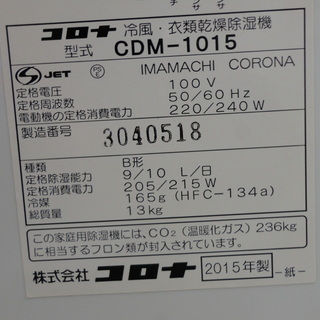 コロナ 冷風・衣類乾燥除湿機
型式 CDM-1015
S JET PS E IMAMACHI CORONA
定格電圧 100 V
定格周波数 50/60 Hz
電動機の定格消費電力 220/240 W
製造番号 3040518
種類 B形
定格除湿能力 9/10 L/日
定格消費電力 205/215W
冷媒 165g (HFC-134a)
総質量 13kg
この家庭用除湿機には、CO₂ (温暖化ガス) 236kg
に相当するフロン類が封入されています。
株式会社 コロナ 2015年製 -紙-